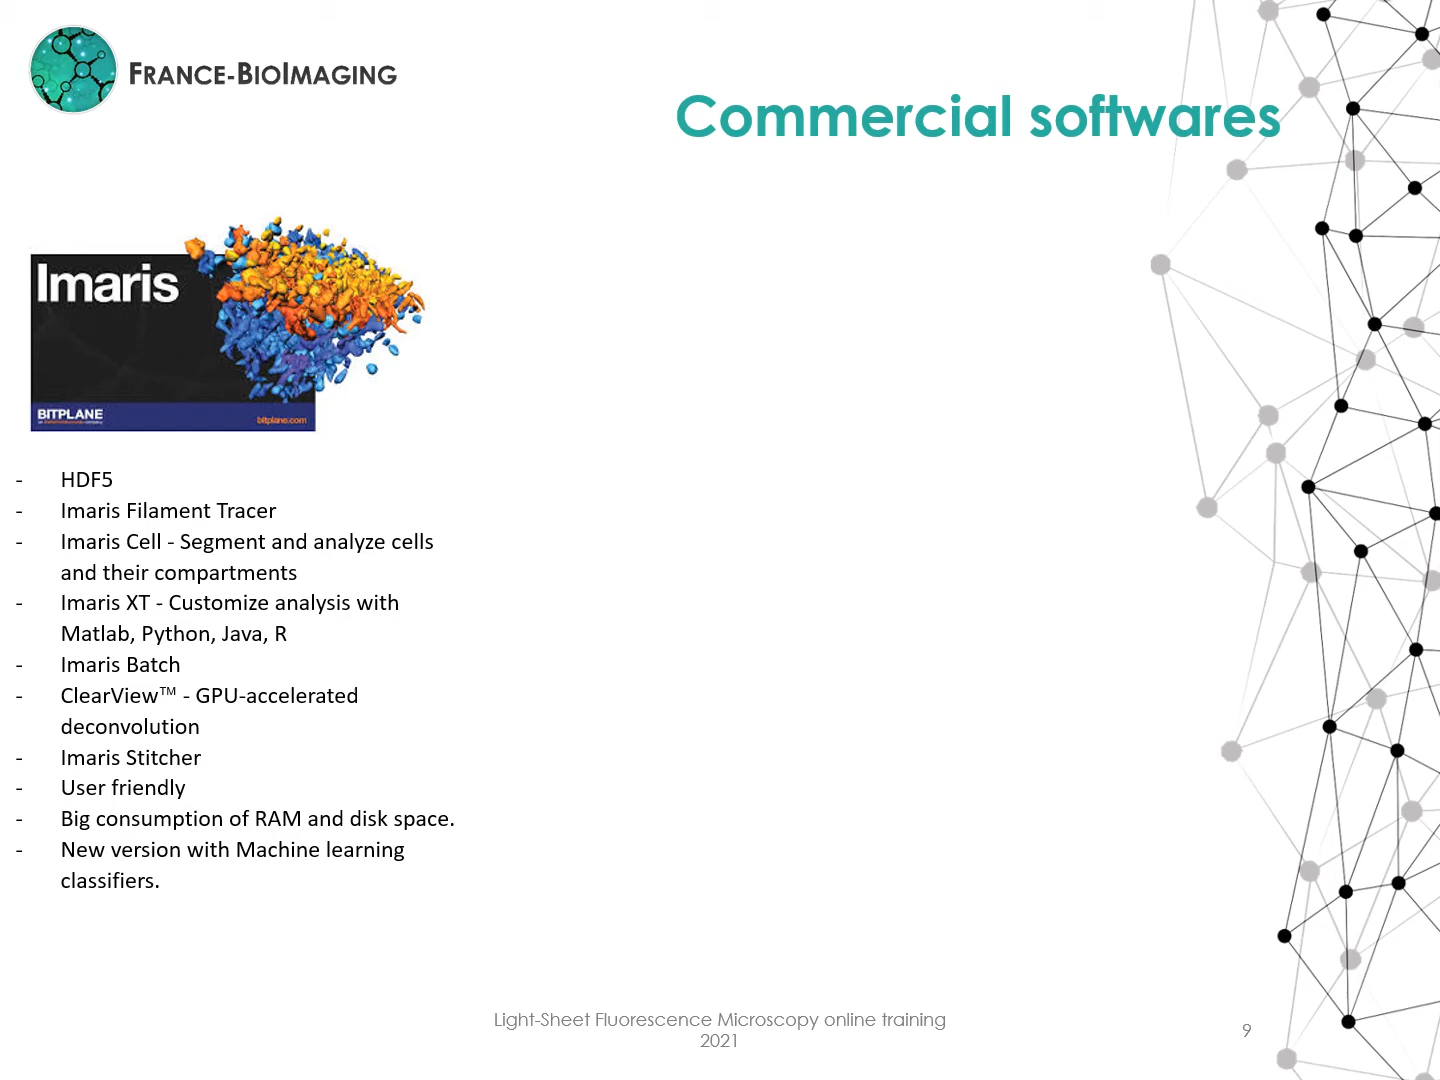 FRANCE-BIOIMAGING
Commercial softwares
Imaris
BITPLANE
bitplane.com
- HDF5
- Imaris Filament Tracer
- Imaris Cell - Segment and analyze cells
and their compartments
- Imaris XT - Customize analysis with
Matlab, Python, Java, R
- Imaris Batch
- ClearView™ - GPU-accelerated
deconvolution
- Imaris Stitcher
- User friendly
- Big consumption of RAM and disk space.
- New version with Machine learning
classifiers.
Light-Sheet Fluorescence Microscopy online training
2021
9